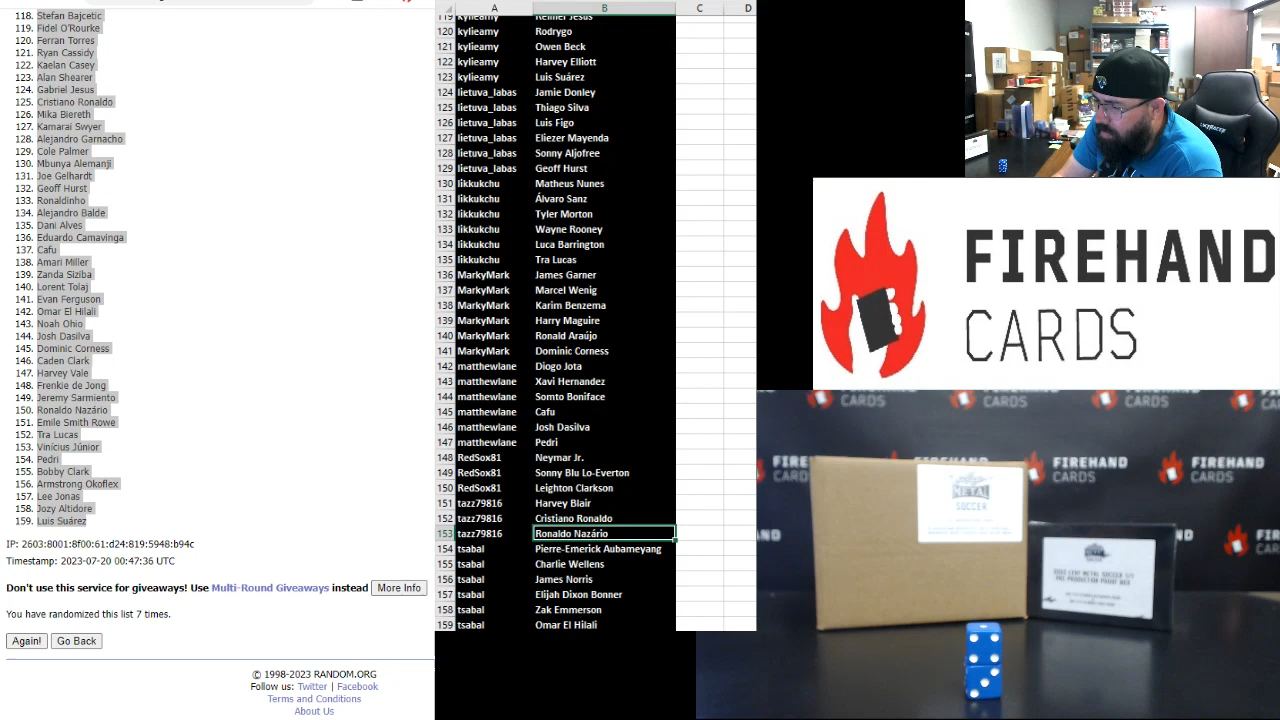 118. Stefan Bajcetic
119. Fidel O'Rourke
120. Ferran Torres
121. Ryan Cassidy
122. Kaelan Casey
123. Alan Shearer
124. Gabriel Jesus
125. Cristiano Ronaldo
126. Mika Biereth
127. Kamarai Swyer
128. Alejandro Garnacho
129. Cole Palmer
130. Mbunya Alemanji
131. Joe Gelhardt
132. Geoff Hurst
133. Ronaldinho
134. Alejandro Balde
135. Dani Alves
136. Eduardo Camavinga
137. Cafu
138. Amari Miller
139. Zanda Siziba
140. Lorent Tolaj
141. Evan Ferguson
142. Omar El Hilali
143. Noah Ohio
144. Josh Dasilva
145. Dominic Corness
146. Caden Clark
147. Harvey Vale
148. Frenkie de Jong
149. Jeremy Sarmiento
150. Ronaldo Nazário
151. Emile Smith Rowe
152. Tra Lucas
153. Vinícius Júnior
154. Pedri
155. Bobby Clark
156. Armstrong Okoflex
157. Lee Jonas
158. Jozy Altidore
159. Luis Suárez
IP: 2603:8001:8f00:61:d24:819:5948:b94c
Timestamp: 2023-07-20 00:47:36 UTC
Don't use this service for giveaways! Use Multi-Round Giveaways instead More Info
You have randomized this list 7 times.
Again! Go Back
© 1998-2023 RANDOM.ORG
Follow us: Twitter | Facebook
Terms and Conditions
About Us
A B C D
119 kylieamy Reinier Jesus
120 kylieamy Rodrygo
121 kylieamy Owen Beck
122 kylieamy Harvey Elliott
123 kylieamy Luis Suárez
124 lietuva_labas Jamie Donley
125 lietuva_labas Thiago Silva
126 lietuva_labas Luis Figo
127 lietuva_labas Eliezer Mayenda
128 lietuva_labas Sonny Aljofree
129 lietuva_labas Geoff Hurst
130 likkukchu Matheus Nunes
131 likkukchu Álvaro Sanz
132 likkukchu Tyler Morton
133 likkukchu Wayne Rooney
134 likkukchu Luca Barrington
135 likkukchu Tra Lucas
136 MarkyMark James Garner
137 MarkyMark Marcel Wenig
138 MarkyMark Karim Benzema
139 MarkyMark Harry Maguire
140 MarkyMark Ronald Araújo
141 MarkyMark Dominic Corness
142 matthewlane Diogo Jota
143 matthewlane Xavi Hernandez
144 matthewlane Somto Boniface
145 matthewlane Cafu
146 matthewlane Josh Dasilva
147 matthewlane Pedri
148 RedSox81 Neymar Jr.
149 RedSox81 Sonny Blu Lo-Everton
150 RedSox81 Leighton Clarkson
151 tazz79816 Harvey Blair
152 tazz79816 Cristiano Ronaldo
153 tazz79816 Ronaldo Nazário
154 tsabal Pierre-Emerick Aubameyang
155 tsabal Charlie Wellens
156 tsabal James Norris
157 tsabal Elijah Dixon Bonner
158 tsabal Zak Emmerson
159 tsabal Omar El Hilali
FIREHAND
CARDS
FIREHAND
CARDS
METAL
SOCCER